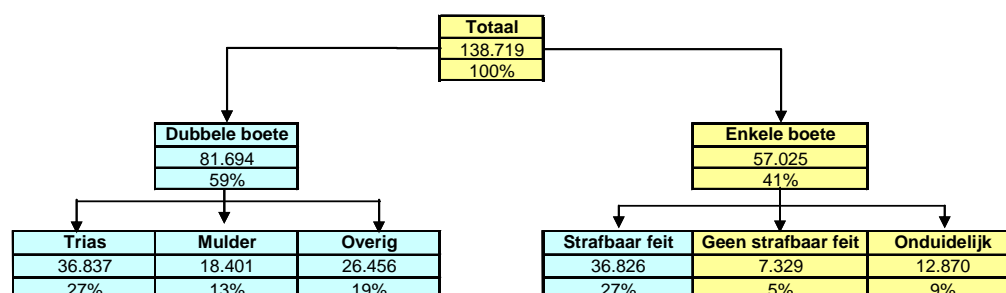 Totaal
138.719
100%
Dubbele boete Enkele boete
81.694 57.025
59% 41%
Trias Mulder Overig Strafbaar feit Geen strafbaar feit Onduidelijk
36.837 18.401 26.456 36.826 7.329 12.870
27% 13% 19% 27% 5% 9%